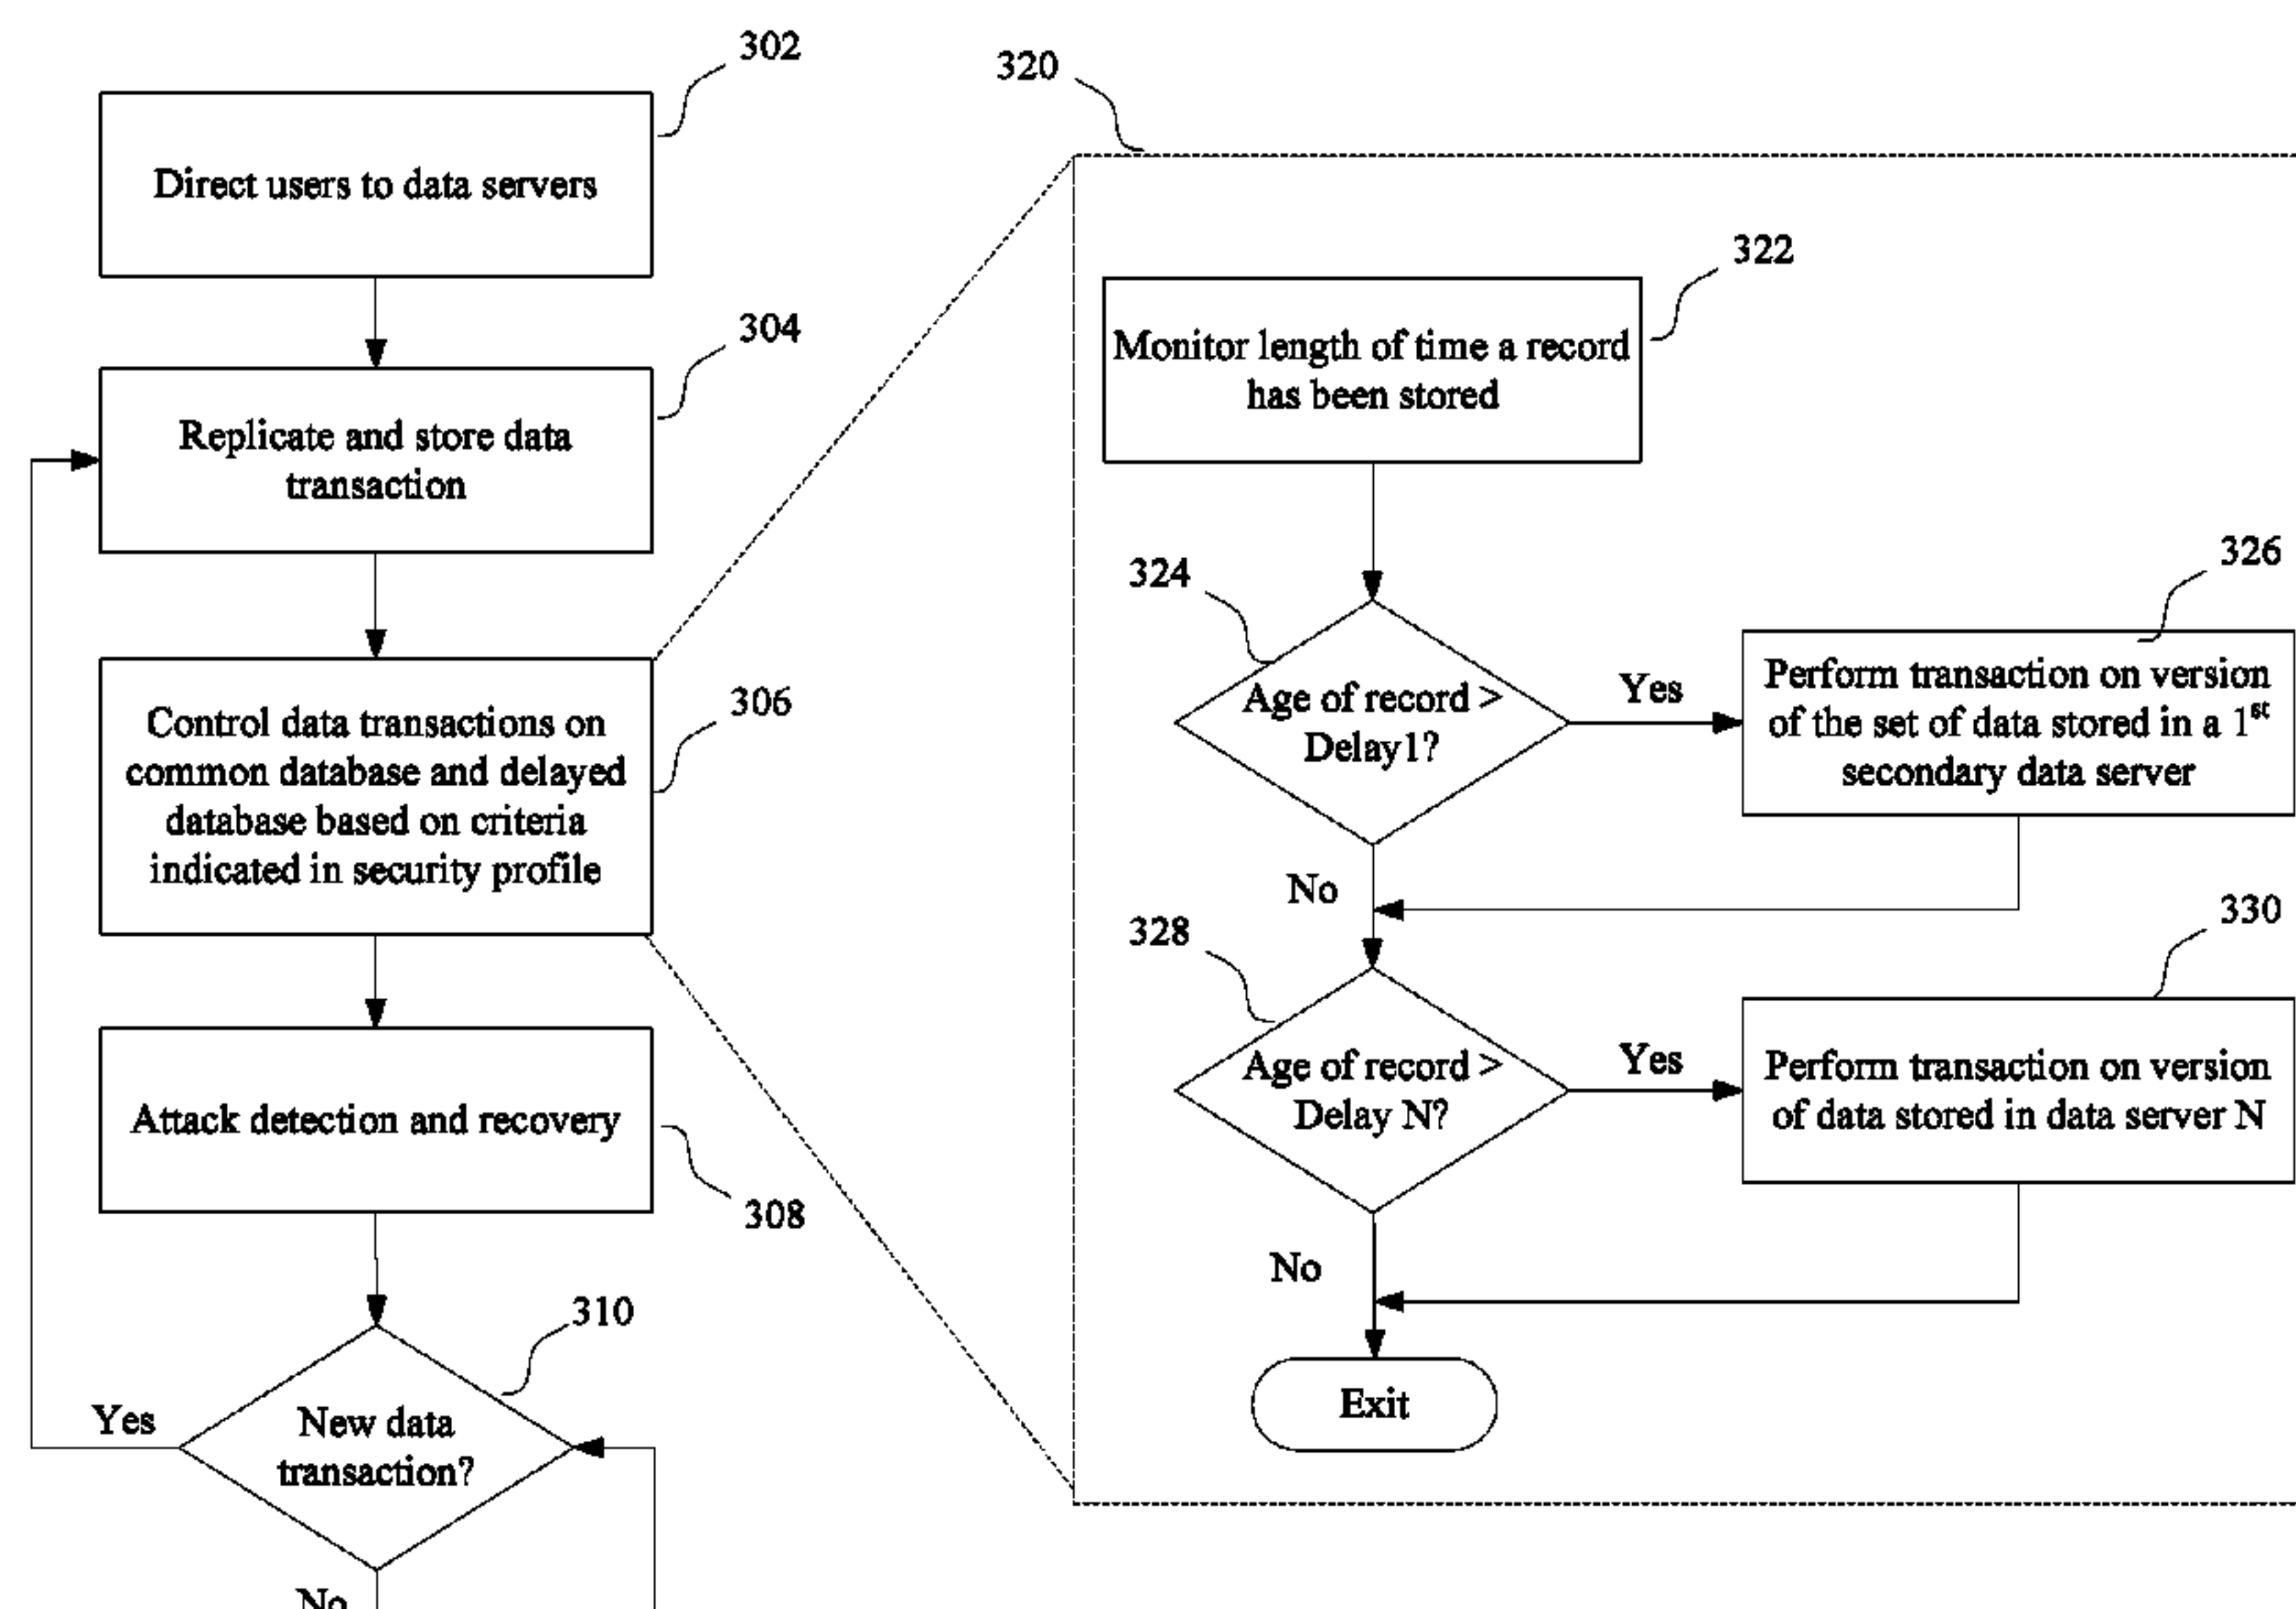 302
Direct users to data servers
304
Replicate and store data
transaction
306
Control data transactions on
common database and delayed
database based on criteria
indicated in security profile
Attack detection and recovery
308
310
New data
transaction?
Yes
No
320
322
Monitor length of time a record
has been stored
324
Age of record >
Delay1?
Yes
No
326
Perform transaction on version
of the set of data stored in a 1st
secondary data server
328
Age of record >
Delay N?
Yes
No
330
Perform transaction on version
of data stored in data server N
Exit